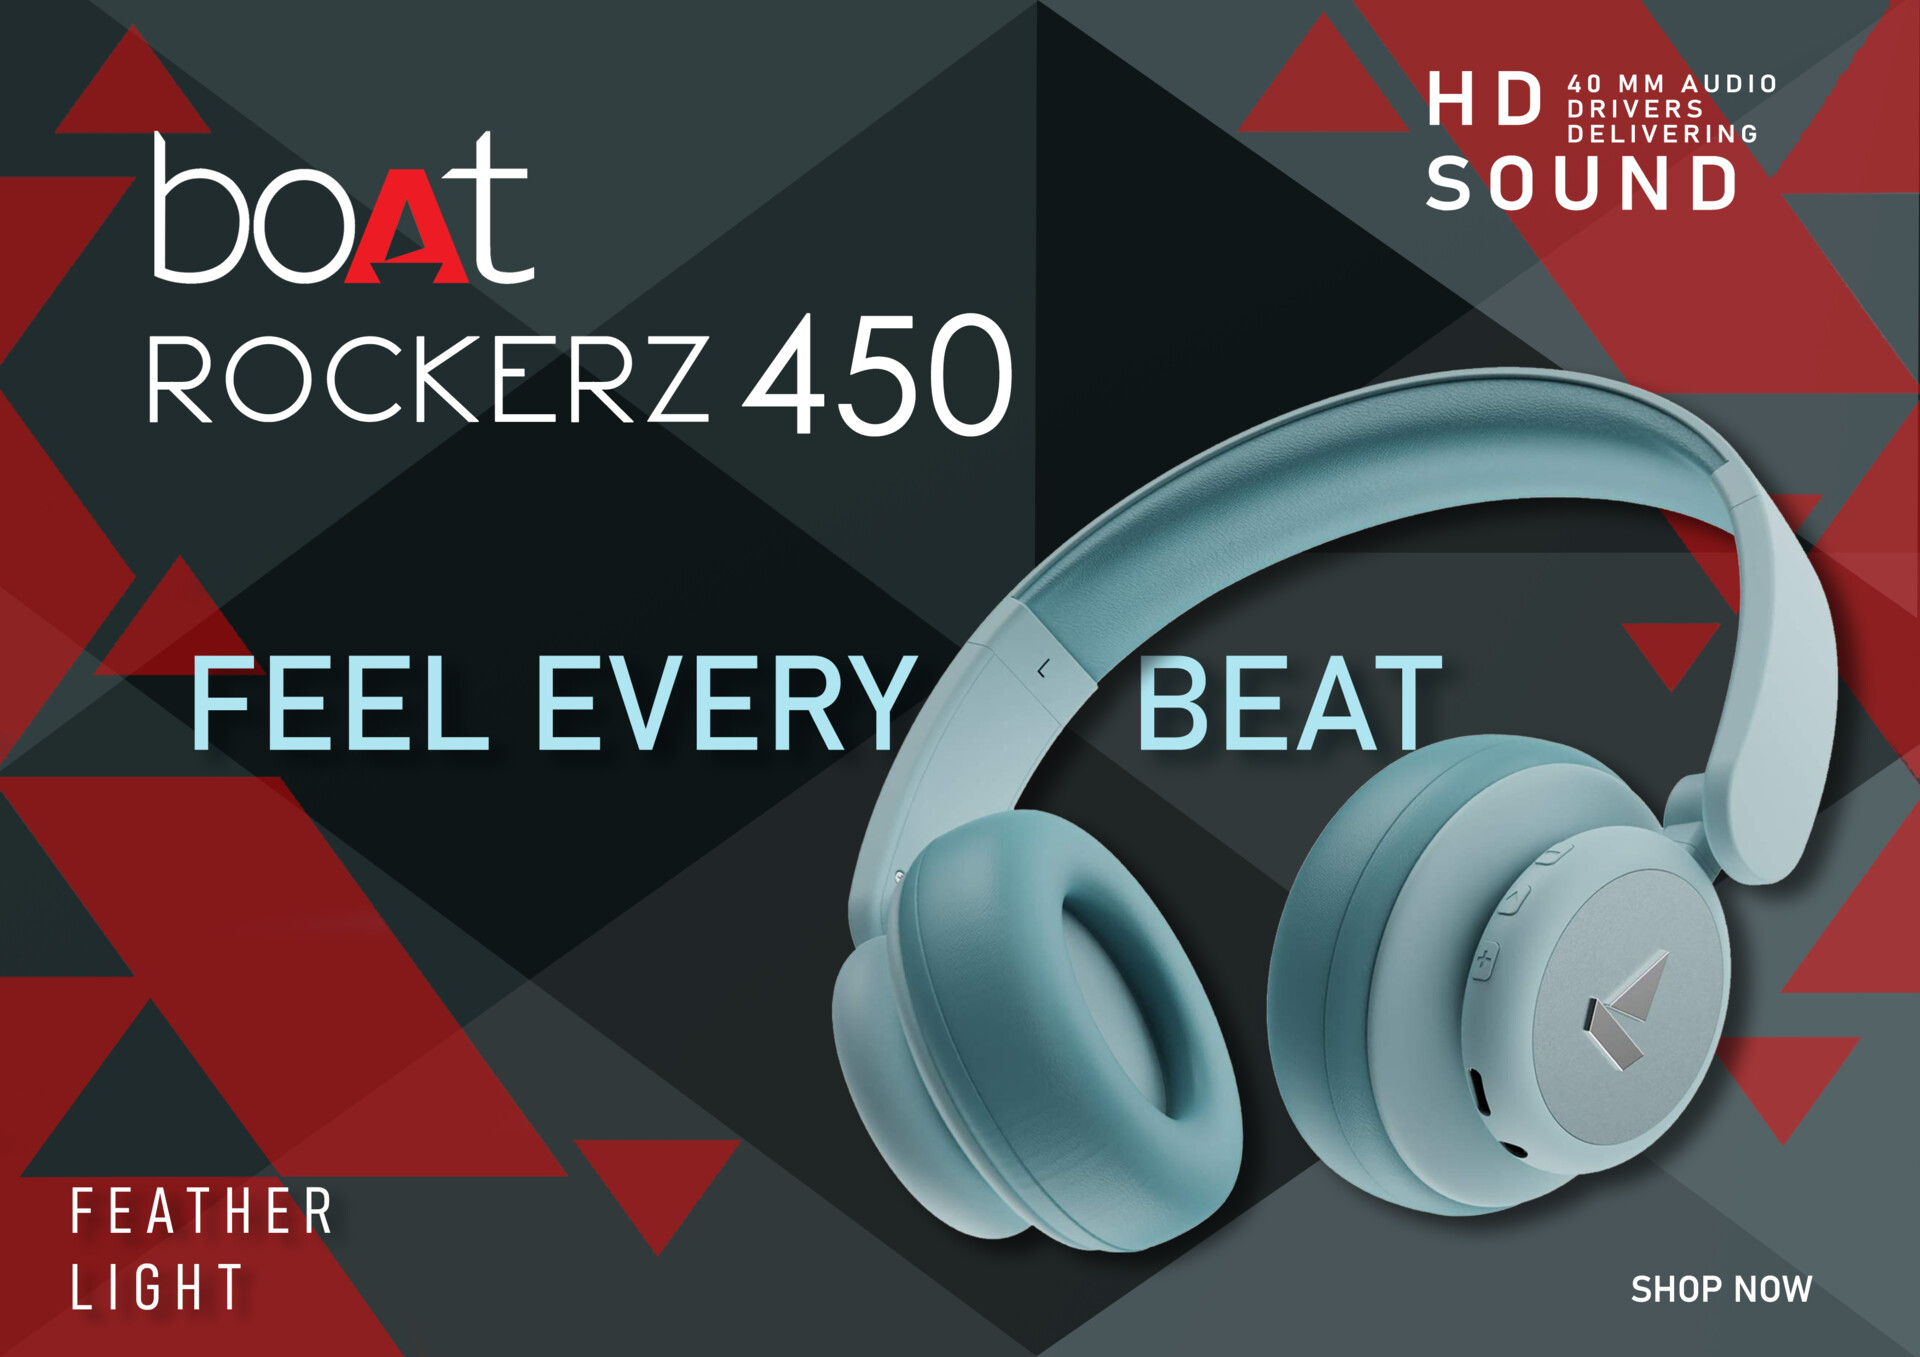 boAt
ROCKERZ 450
HD
40 MM AUDIO
DRIVERS
DELIVERING
SOUND
FEEL EVERY BEAT
L
FEATHER
LIGHT
SHOP NOW